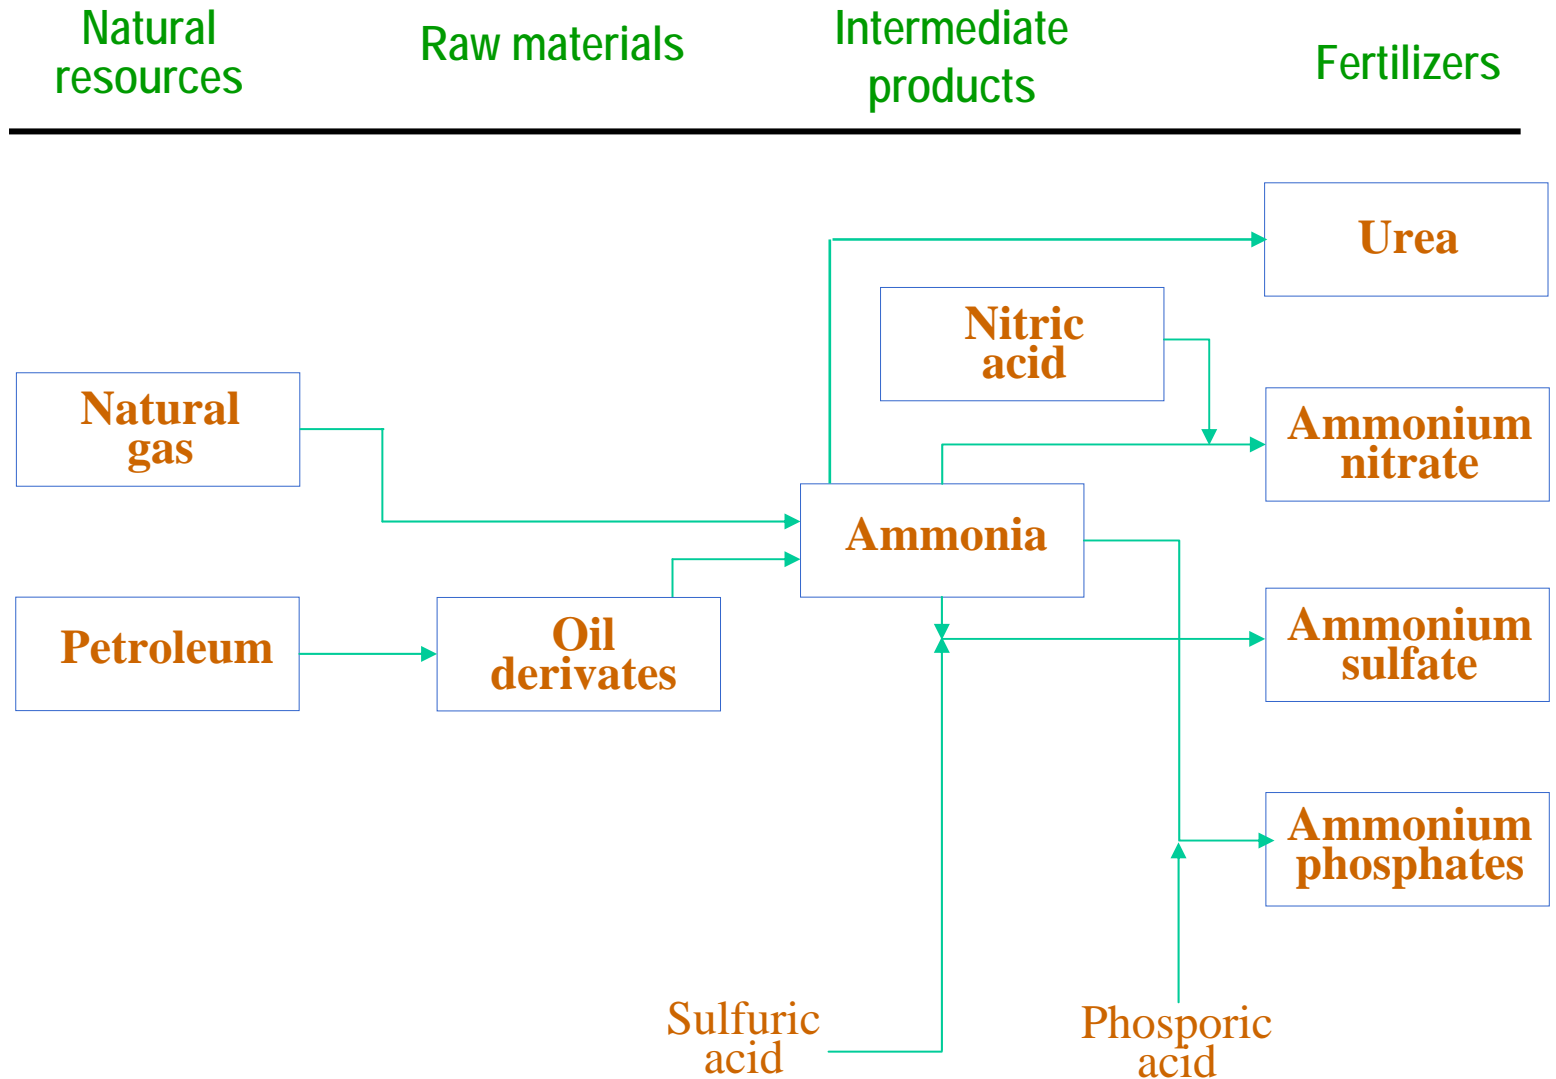 Natural
resources
Raw materials
Intermediate
products
Fertilizers
Urea
Nitric
acid
Natural
gas
Ammonium
nitrate
Ammonia
Petroleum
Oil
derivates
Ammonium
sulfate
Ammonium
phosphates
Sulfuric
acid
Phosporic
acid